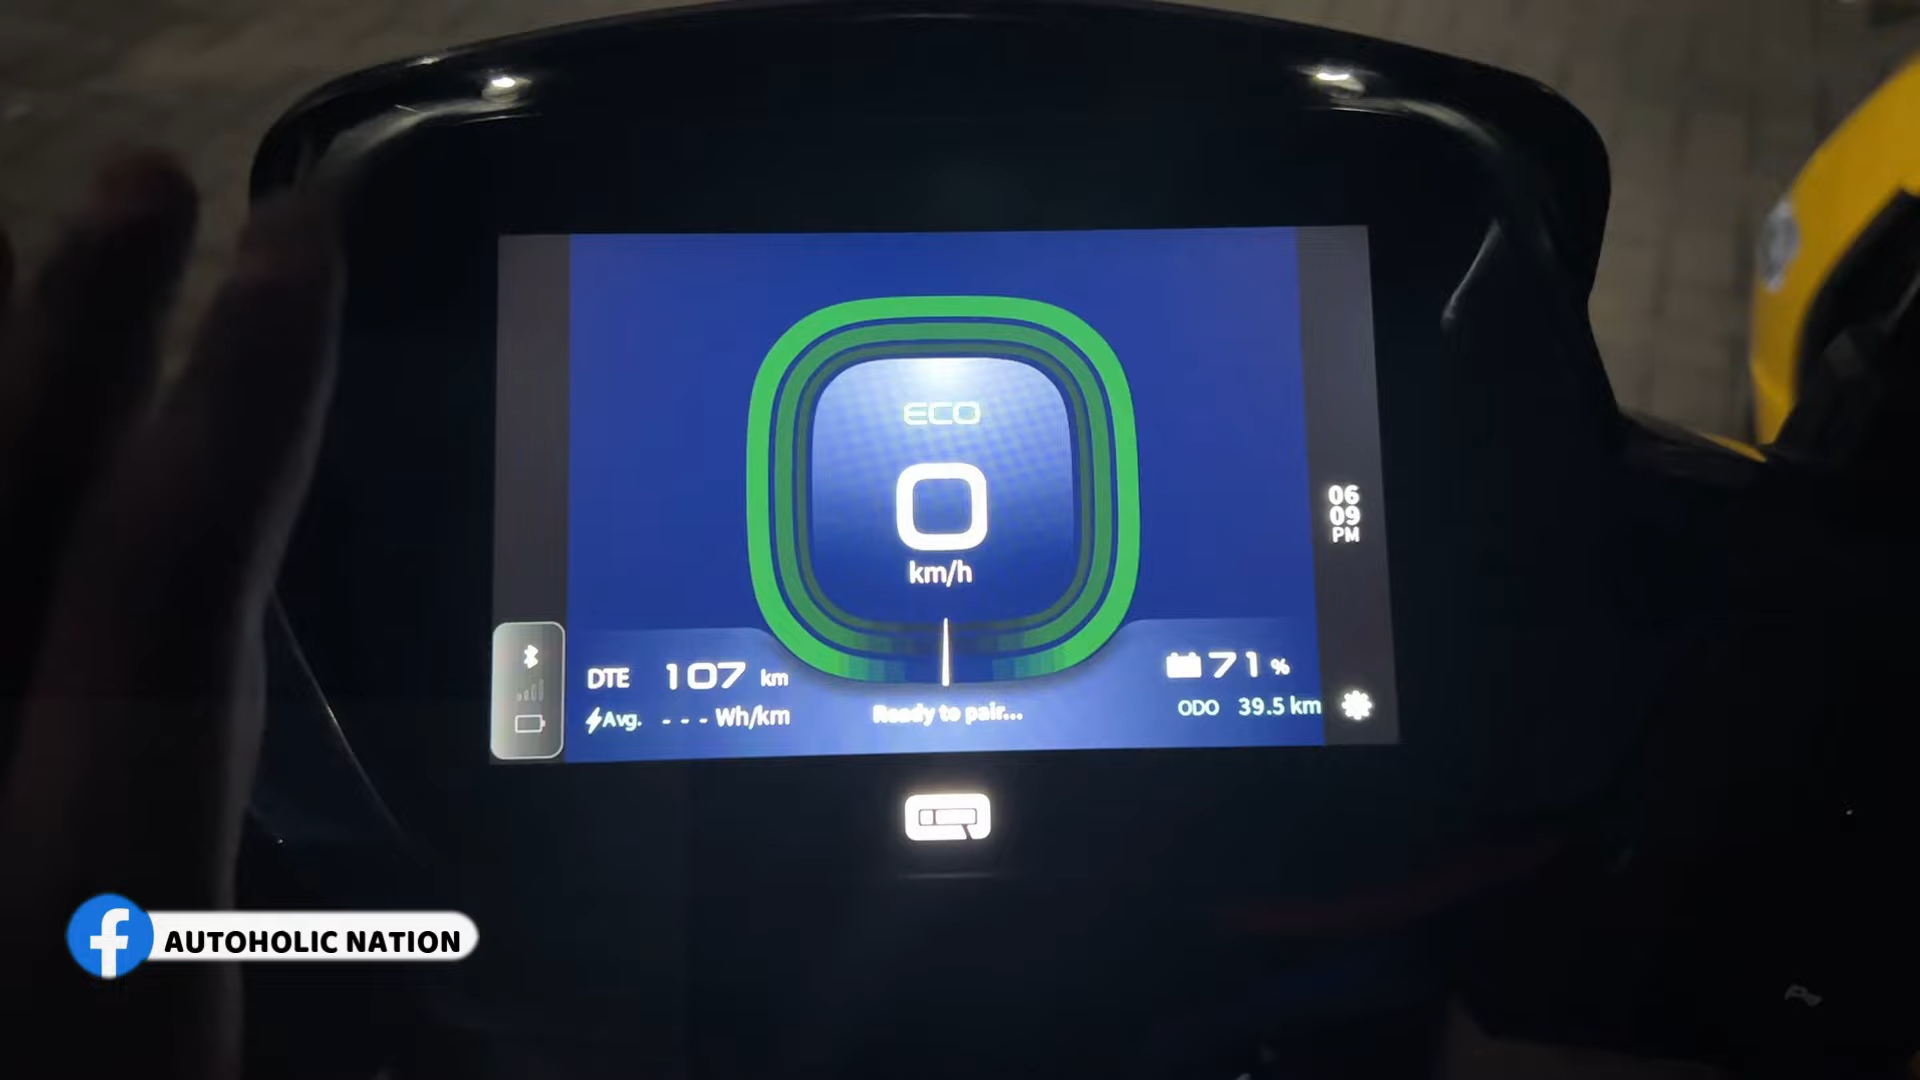 ECO
0
km/h
06
09
PM
DTE 107 km
Avg. - - - Wh/km
Ready to pair...
71 %
ODO 39.5 km
AUTOHOLIC NATION